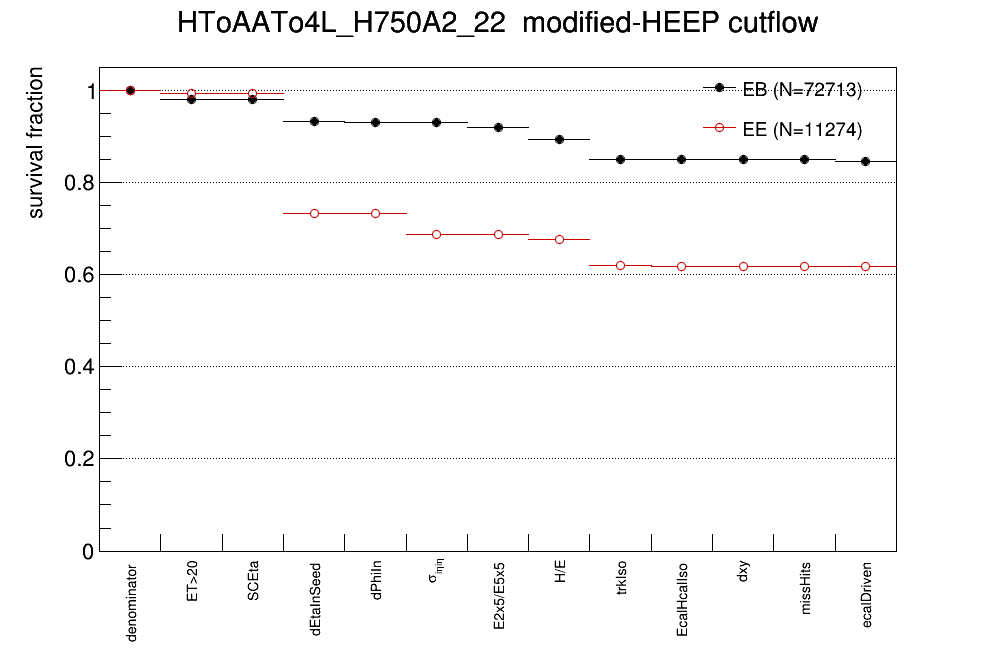 HToAATo4L_H750A2_22 modified-HEEP cutflow
survival fraction
1
0.8
0.6
0.4
0.2
0
EB (N=72713)
EE (N=11274)
denominator
ET>20
SCEta
dEtaInSeed
dPhiIn
σiηiη
E2x5/E5x5
H/E
trkIso
EcalHcalIso
dxy
missHits
ecalDriven